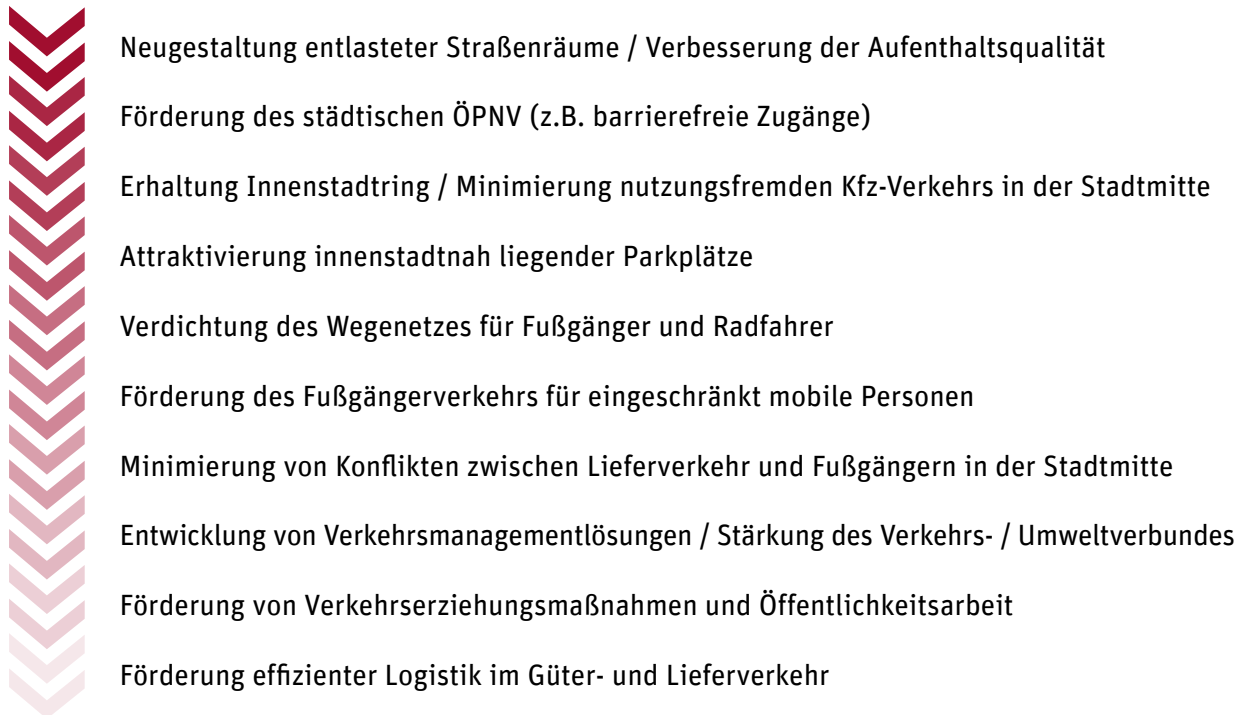 Neugestaltung entlasteter Straßenräume / Verbesserung der Aufenthaltsqualität
Förderung des städtischen ÖPNV (z.B. barrierefreie Zugänge)
Erhaltung Innenstadtring / Minimierung nutzungsfremden Kfz-Verkehrs in der Stadtmitte
Attraktivierung innenstadtnah liegender Parkplätze
Verdichtung des Wegenetzes für Fußgänger und Radfahrer
Förderung des Fußgängerverkehrs für eingeschränkt mobile Personen
Minimierung von Konflikten zwischen Lieferverkehr und Fußgängern in der Stadtmitte
Entwicklung von Verkehrsmanagementlösungen / Stärkung des Verkehrs- / Umweltverbundes
Förderung von Verkehrserziehungsmaßnahmen und Öffentlichkeitsarbeit
Förderung effizienter Logistik im Güter- und Lieferverkehr